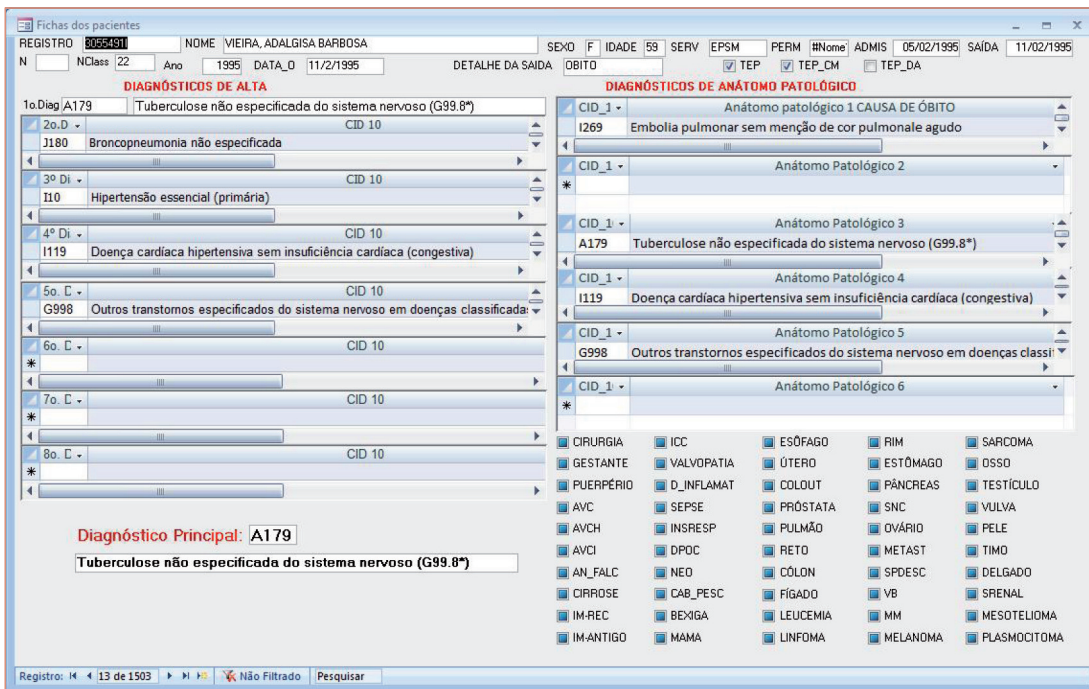 Fichas dos pacientes
REGISTRO 3055491I NOME VIEIRA, ADALGISA BARBOSA SEXO F IDADE 59 SERV EPSM PERM #Nome ADMIS 05/02/1995 SAÍDA 11/02/1995
N NClass 22 Ano 1995 DATA_O 11/2/1995 DETALHE DA SAIDA OBITO TEP TEP_CM TEP_DA
DIAGNÓSTICOS DE ALTA
1o.Diag A179 Tuberculose não especificada do sistema nervoso (G99.8*)
2o.D CID 10
J180 Broncopneumonia não especificada
3º Di CID 10
I10 Hipertensão essencial (primária)
4º Di CID 10
I119 Doença cardíaca hipertensiva sem insuficiência cardíaca (congestiva)
5o. D CID 10
G998 Outros transtornos especificados do sistema nervoso em doenças classificada
6o. D CID 10
*
7o. D CID 10
*
8o. D CID 10
*
Diagnóstico Principal: A179
Tuberculose não especificada do sistema nervoso (G99.8*)
DIAGNÓSTICOS DE ANÁTOMO PATOLÓGICO
CID_1 Anátomo patológico 1 CAUSA DE ÓBITO
I269 Embolia pulmonar sem menção de cor pulmonale agudo
CID_1 Anátomo Patológico 2
*
CID_1 Anátomo Patológico 3
A179 Tuberculose não especificada do sistema nervoso (G99.8*)
CID_1 Anátomo Patológico 4
I119 Doença cardíaca hipertensiva sem insuficiência cardíaca (congestiva)
CID_1 Anátomo Patológico 5
G998 Outros transtornos especificados do sistema nervoso em doenças classi
CID_1 Anátomo Patológico 6
*
CIRURGIA ICC ESÔFAGO RIM SARCOMA
GESTANTE VALVOPATIA ÚTERO ESTÔMAGO OSSO
PUERPÉRIO D_INFLAMAT COLOUT PÂNCREAS TESTÍCULO
AVC SEPSE PRÓSTATA SNC VULVA
AVCH INSRESP PULMÃO OVÁRIO PELE
AVCI DPOC RETO METAST TIMO
AN_FALC NEO CÓLON SPDESC DELGADO
CIRROSE CAB_PESC FÍGADO VB SRENAL
IM-REC BEXIGA LEUCEMIA MM MESOTELIOMA
IM-ANTIGO MAMA LINFOMA MELANOMA PLASMOCITOMA
Registro: 13 de 1503 Não Filtrado Pesquisar